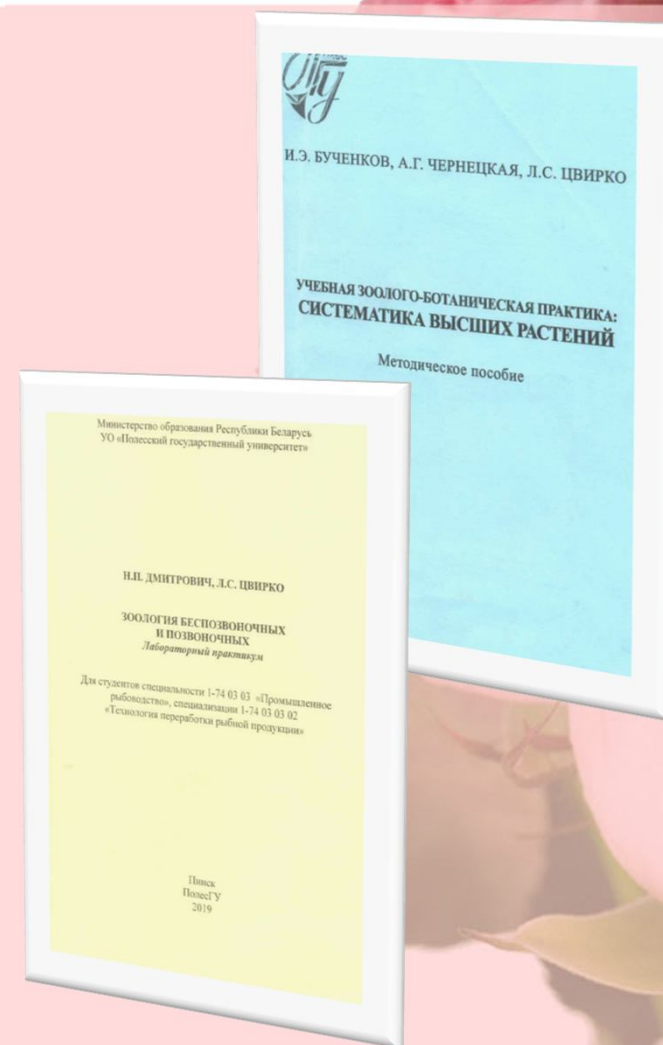 И.Э. БУЧЕНКОВ, А.Г. ЧЕРНЕЦКАЯ, Л.С. ЦВИРКО
УЧЕБНАЯ ЗООЛОГО-БОТАНИЧЕСКАЯ ПРАКТИКА:
СИСТЕМАТИКА ВЫСШИХ РАСТЕНИЙ
Методическое пособие
Министерство образования Республики Беларусь
УО «Полесский государственный университет»
Н.П. ДМИТРОВИЧ, Л.С. ЦВИРКО
ЗООЛОГИЯ БЕСПОЗВОНОЧНЫХ
И ПОЗВОНОЧНЫХ
Лабораторный практикум
Для студентов специальности 1-74 03 03 «Промышленное
рыбоводство», специализации 1-74 03 03 02
«Технология переработки рыбной продукции»
Пинск
ПолесГУ
2019